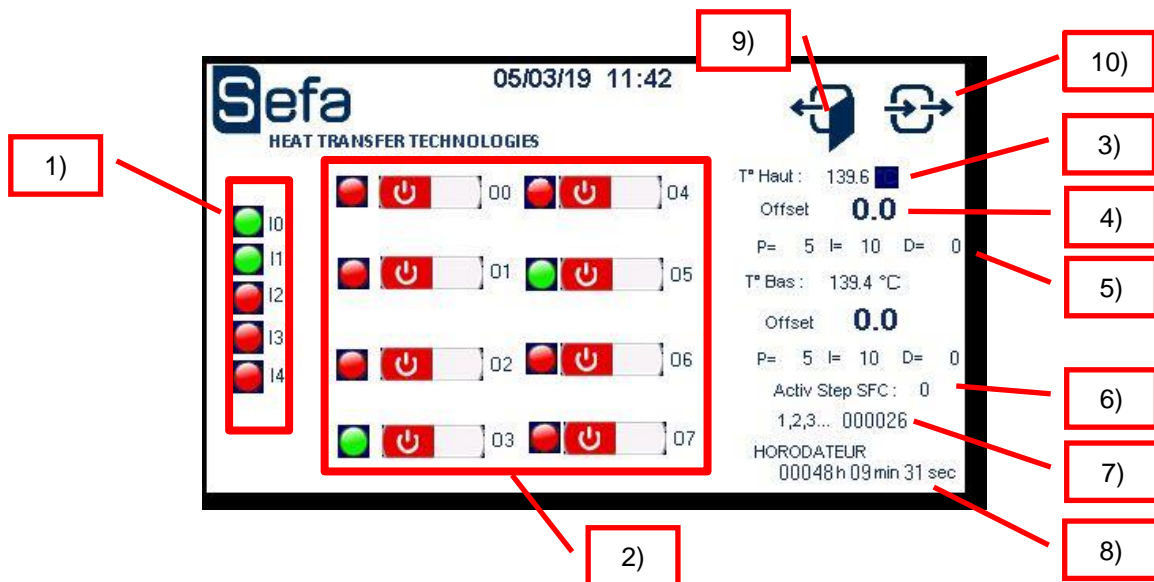 9)
10)
Sefa
05/03/19 11:42
HEAT TRANSFER TECHNOLOGIES
1)
3)
T° Haut : 139.6 °C
4)
Offset 0.0
5)
P= 5 I= 10 D= 0
T° Bas : 139.4 °C
Offset 0.0
P= 5 I= 10 D= 0
6)
Activ Step SFC : 0
7)
1,2,3... 000026
HORODATEUR
00048h 09min 31 sec
8)
I0
I1
I2
I3
I4
O0
O4
O1
O5
O2
O6
O3
O7
2)